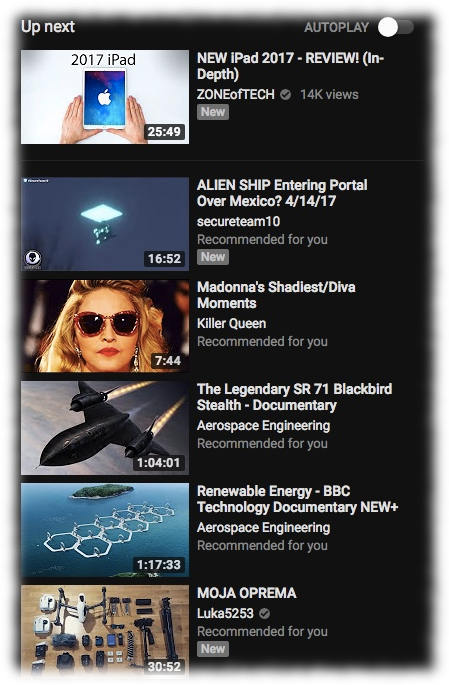 Up next
AUTOPLAY
2017 iPad
25:49
NEW iPad 2017 - REVIEW! (In-
Depth)
ZONEofTECH 14K views
New
16:52
ALIEN SHIP Entering Portal
Over Mexico? 4/14/17
secureteam10
Recommended for you
New
7:44
Madonna's Shadiest/Diva
Moments
Killer Queen
Recommended for you
1:04:01
The Legendary SR 71 Blackbird
Stealth - Documentary
Aerospace Engineering
Recommended for you
1:17:33
Renewable Energy - BBC
Technology Documentary NEW+
Aerospace Engineering
Recommended for you
30:52
MOJA OPREMA
Luka5253
Recommended for you
New